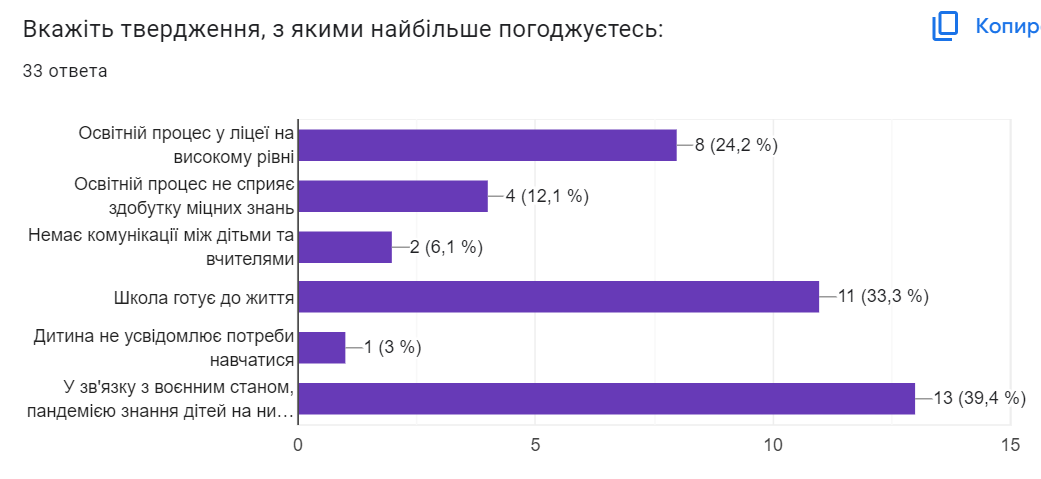 Вкажіть твердження, з якими найбільше погоджуєтесь:
Копир
33 ответа
Освітній процес у ліцеї на
високому рівні
8 (24,2 %)
Освітній процес не сприяє
здобутку міцних знань
4 (12,1 %)
Немає комунікації між дітьми та
вчителями
2 (6,1 %)
Школа готує до життя
11 (33,3 %)
Дитина не усвідомлює потреби
навчатися
1 (3 %)
У зв'язку з воєнним станом,
пандемією знання дітей на ни…
13 (39,4 %)
0 5 10 15